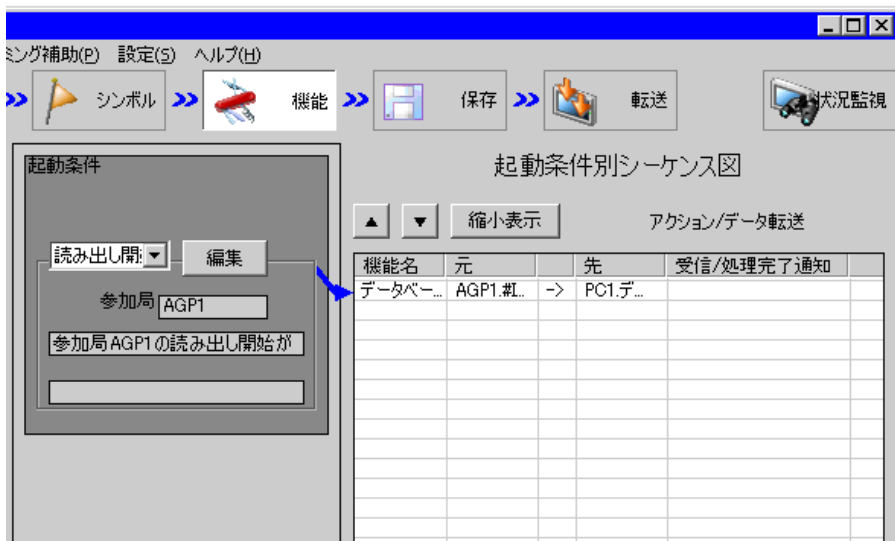 ミング補助(P) 設定(S) ヘルプ(H)
シンボル 機能 保存 転送 状況監視
起動条件
読み出し開
編集
参加局 AGP1
参加局AGP1の読み出し開始が
起動条件別シーケンス図
縮小表示 アクション/データ転送
機能名 元 先 受信/処理完了通知
データベー... AGP1.#I... -> PC1.デ...